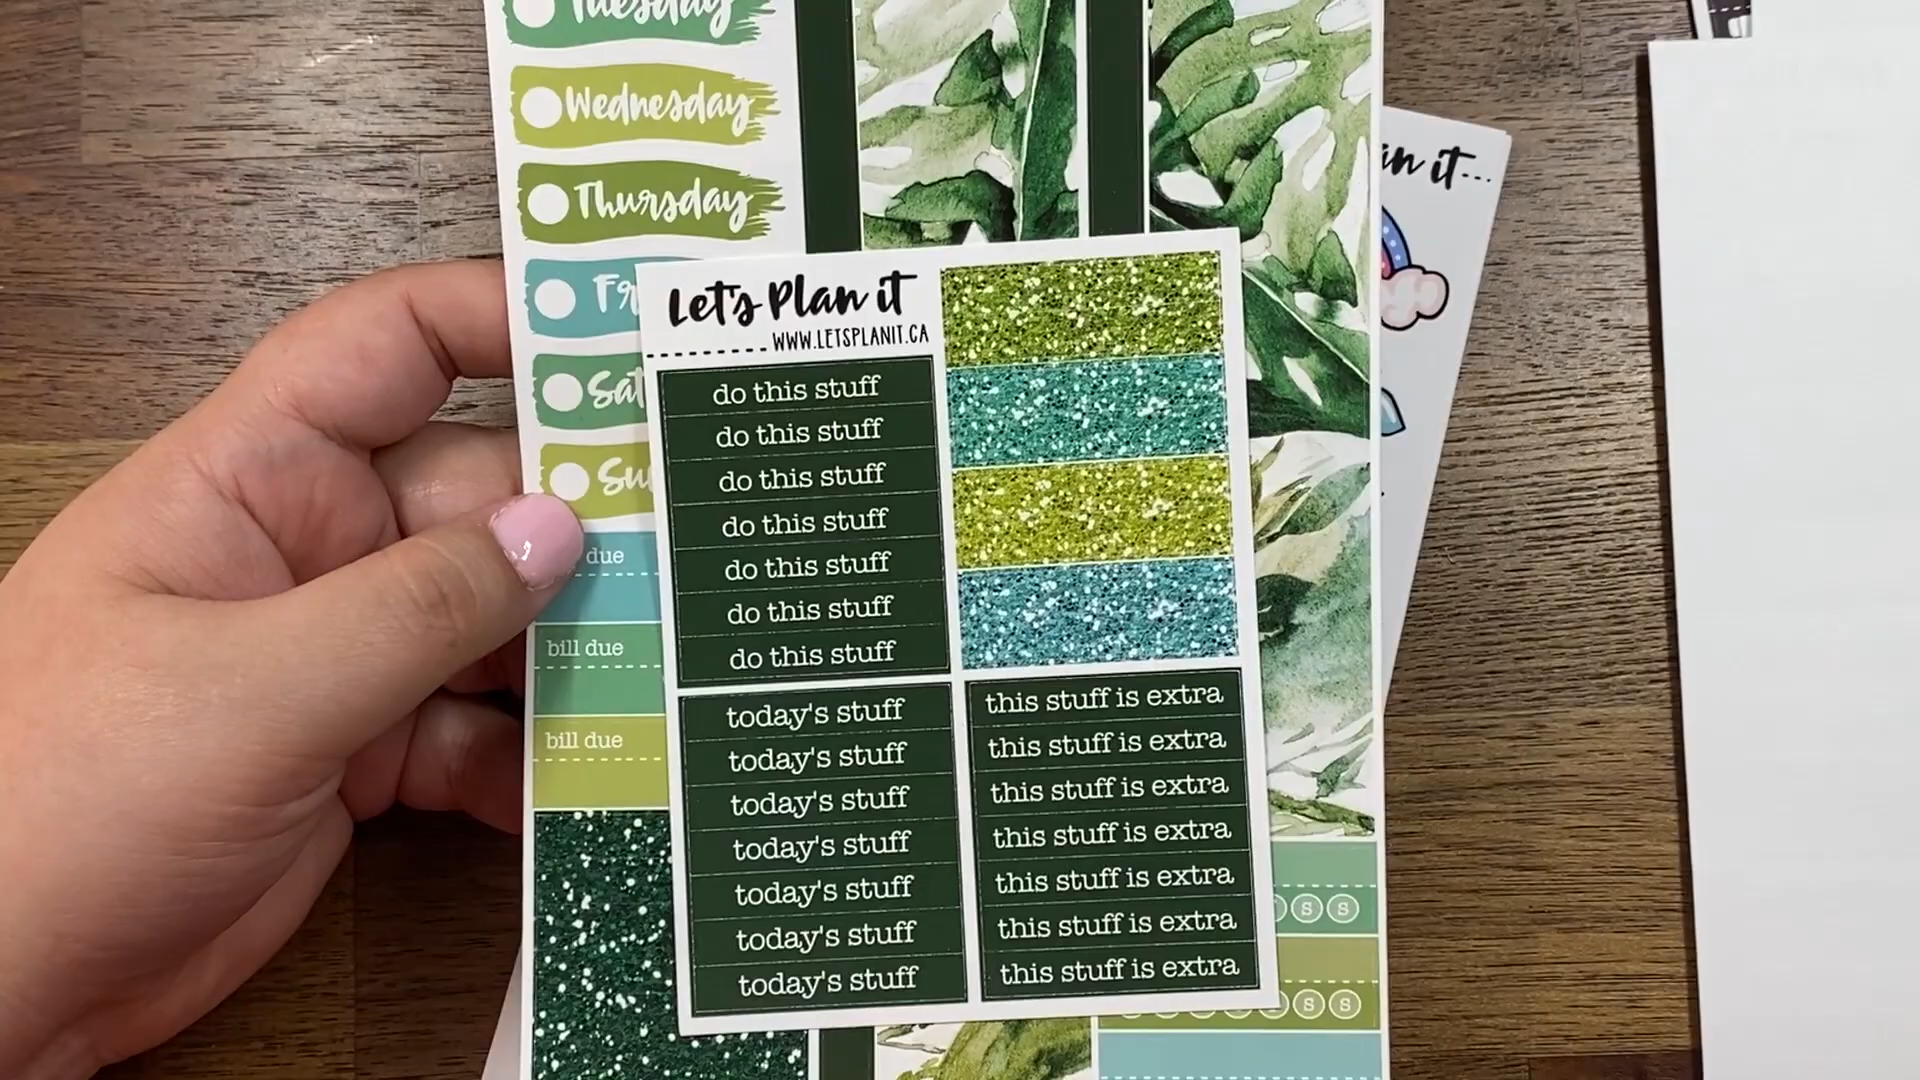 Tuesday
Wednesday
Thursday
Fr
Sat
Su
due
bill due
bill due
Let's Plan it
WWW.LETSPLANIT.CA
do this stuff
do this stuff
do this stuff
do this stuff
do this stuff
do this stuff
do this stuff
today's stuff
today's stuff
today's stuff
today's stuff
today's stuff
today's stuff
today's stuff
this stuff is extra
this stuff is extra
this stuff is extra
this stuff is extra
this stuff is extra
this stuff is extra
this stuff is extra
an it
S S
S S